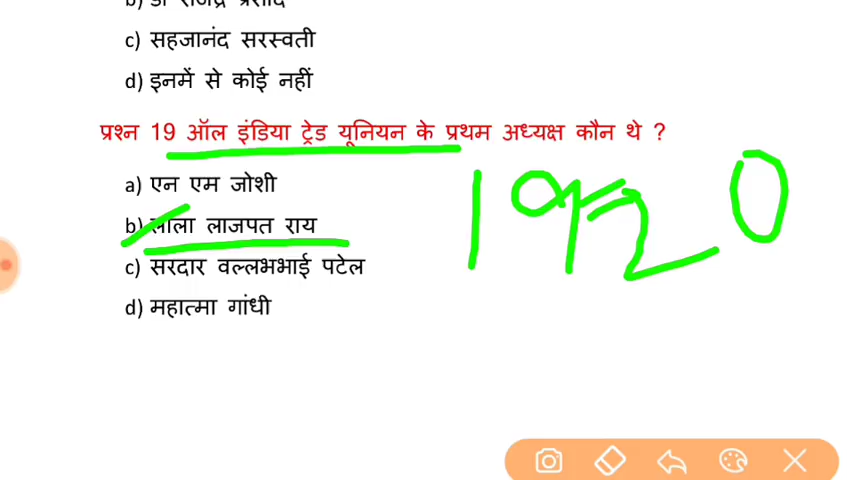 b) डॉ राजेंद्र प्रसाद
c) सहजानंद सरस्वती
d) इनमें से कोई नहीं
प्रश्न 19 ऑल इंडिया ट्रेड यूनियन के प्रथम अध्यक्ष कौन थे ?
a) एन एम जोशी
b) लाला लाजपत राय
c) सरदार वल्लभभाई पटेल
d) महात्मा गांधी
1920